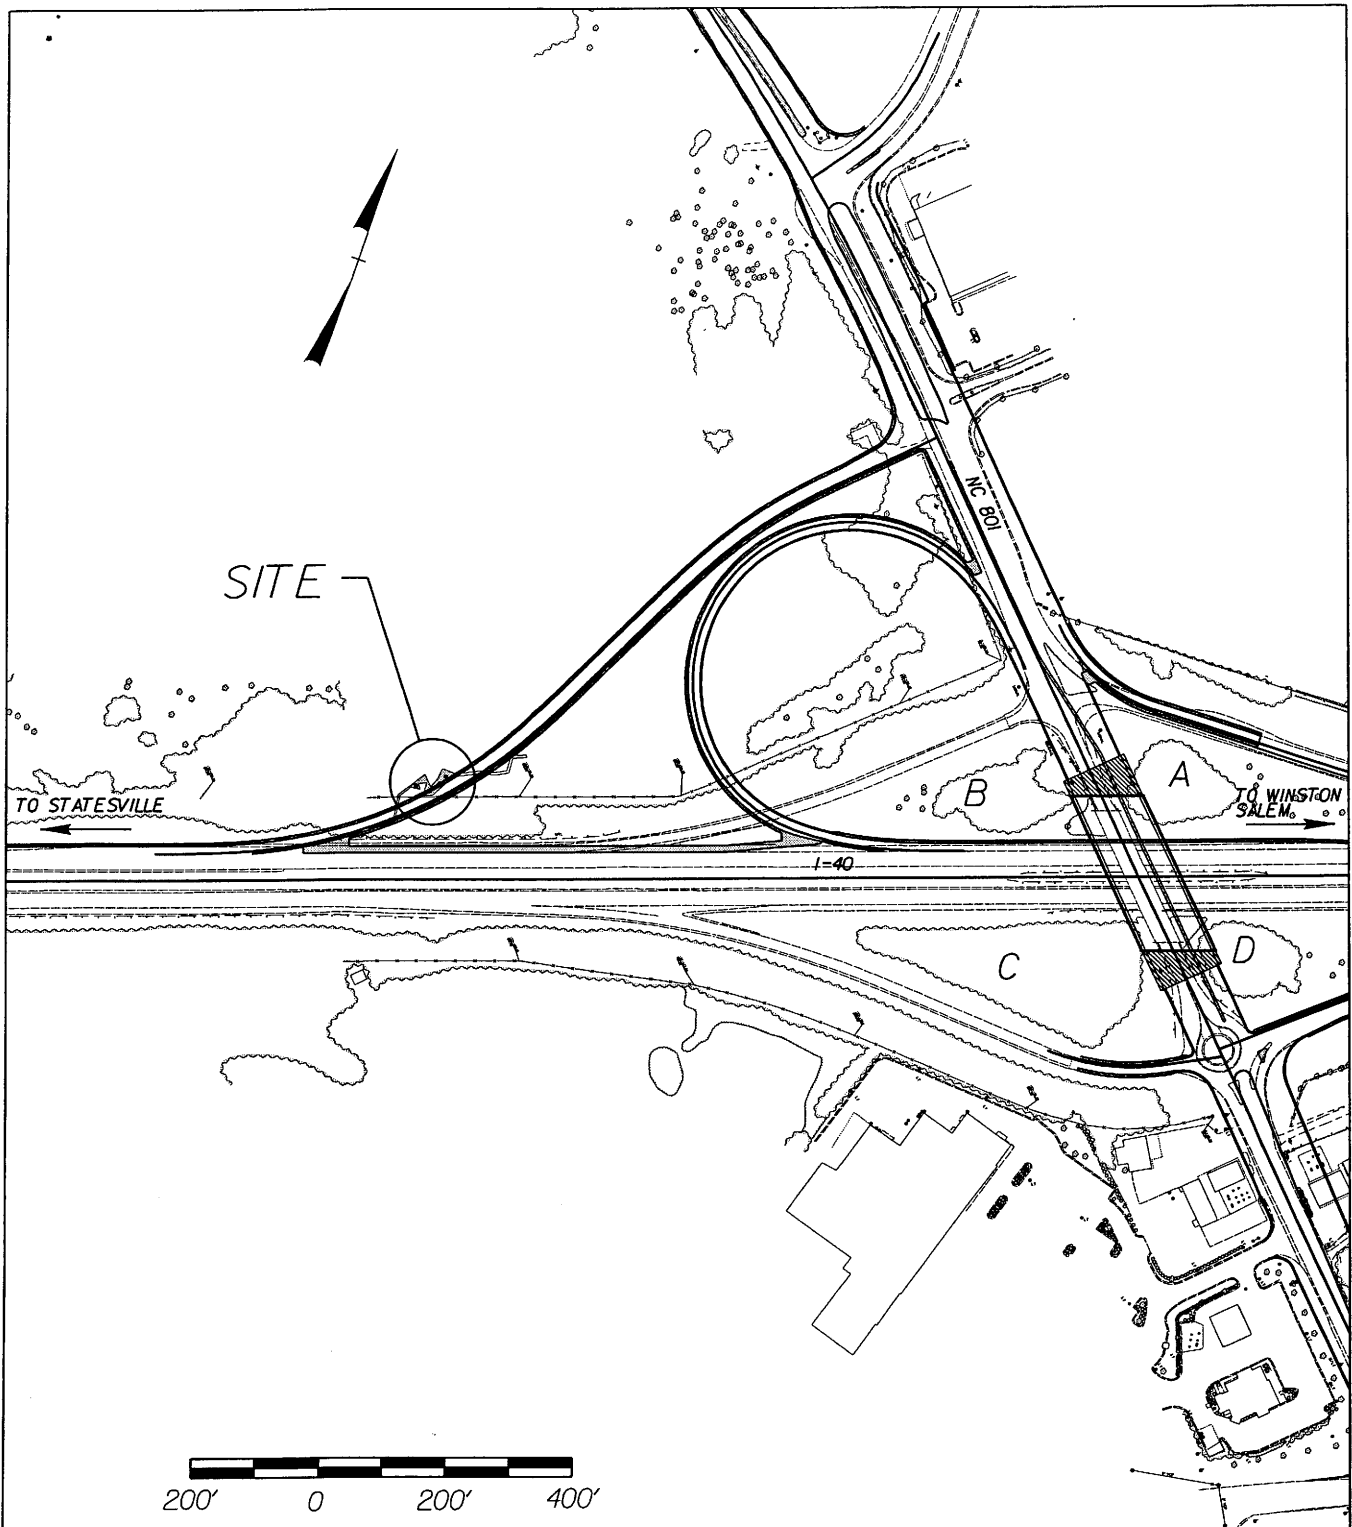 NC 801
SITE
TO STATESVILLE
B
A
TO WINSTON
SALEM
I-40
C
D
200' 0 200' 400'